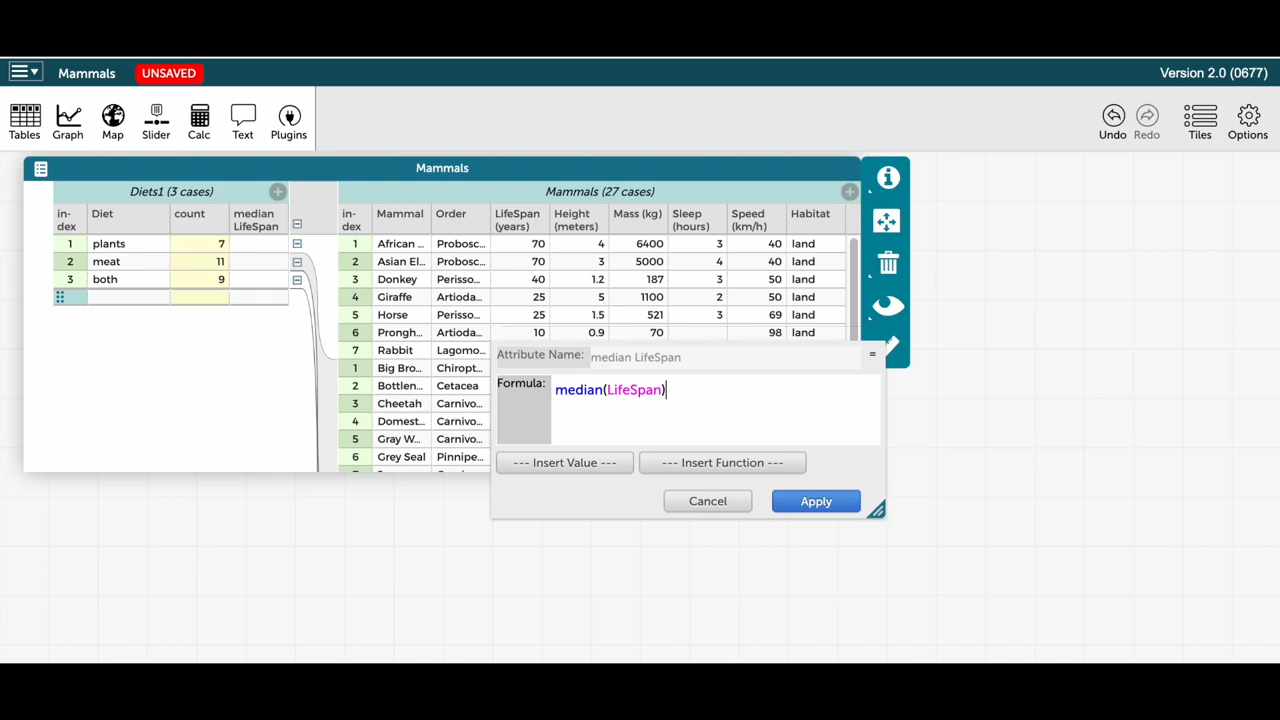 Mammals UNSAVED Version 2.0 (0677)
Tables Graph Map Slider Calc Text Plugins Undo Redo Tiles Options
Mammals
Diets1 (3 cases) Mammals (27 cases)
in-dex Diet count median LifeSpan in-dex Mammal Order LifeSpan (years) Height (meters) Mass (kg) Sleep (hours) Speed (km/h) Habitat
1 plants 7 1 African ... Probosc... 70 4 6400 3 40 land
2 meat 11 2 Asian El... Probosc... 70 3 5000 4 40 land
3 both 9 3 Donkey Perisso... 40 1.2 187 3 50 land
4 Giraffe Artioda... 25 5 1100 2 50 land
5 Horse Perisso... 25 1.5 521 3 69 land
6 Prongh... Artioda... 10 0.9 70 98 land
7 Rabbit Lagomo...
1 Big Bro... Chiropt...
2 Bottlen... Cetacea
3 Cheetah Carnivo...
4 Domest... Carnivo...
5 Gray W... Carnivo...
6 Grey Seal Pinnipe...
Attribute Name: median LifeSpan =
Formula: median(LifeSpan)
--- Insert Value --- --- Insert Function ---
Cancel Apply